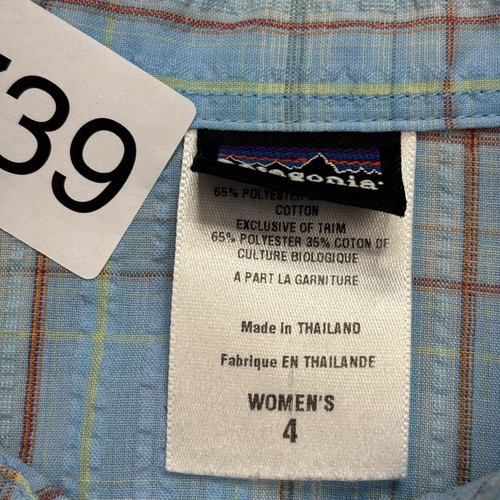 739
patagonia
65% POLYESTER
COTTON
EXCLUSIVE OF TRIM
65% POLYESTER 35% COTON DE
CULTURE BIOLOGIQUE
A PART LA GARNITURE
Made in THAILAND
Fabrique EN THAILANDE
WOMEN'S
4